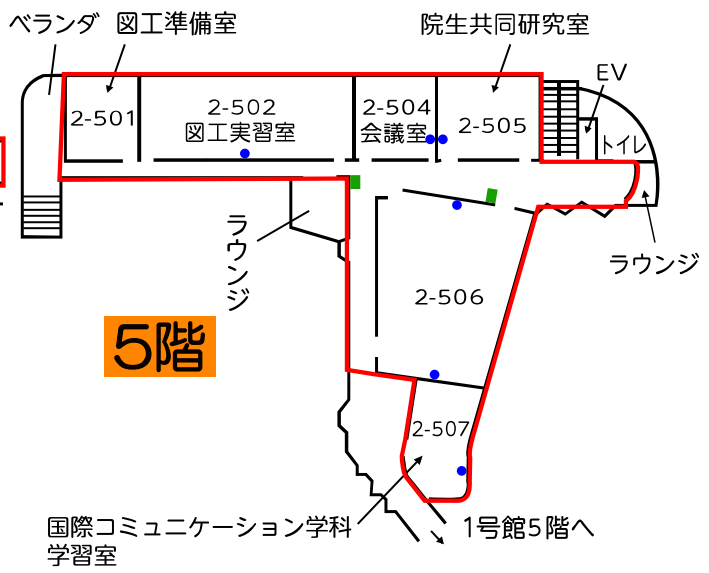 ベランダ
図工準備室
院生共同研究室
EV
2-501
2-502
図工実習室
2-504
会議室
2-505
トイレ
ラウンジ
ラウンジ
2-506
5階
2-507
国際コミュニケーション学科
学習室
1号館5階へ